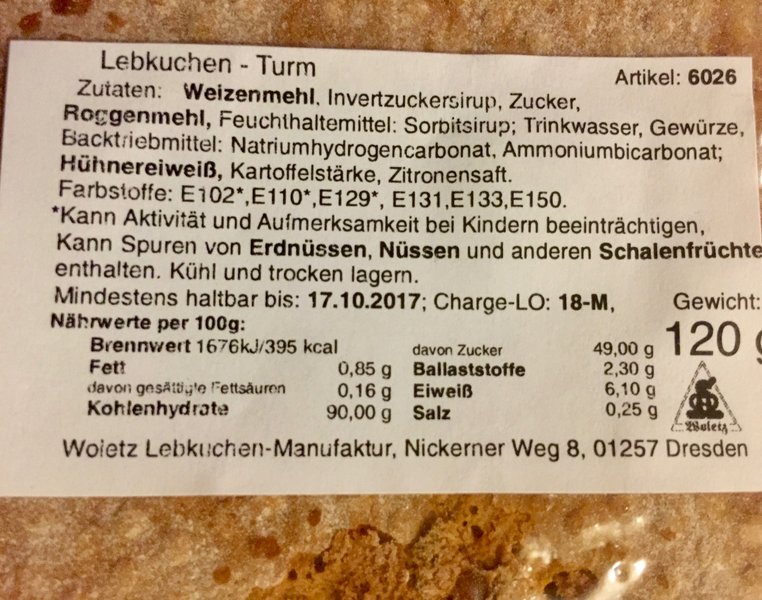 Lebkuchen - Turm
Artikel: 6026
Zutaten: Weizenmehl, Invertzuckersirup, Zucker,
Roggenmehl, Feuchthaltemittel: Sorbitsirup; Trinkwasser, Gewürze,
Backtriebmittel: Natriumhydrogencarbonat, Ammoniumbicarbonat;
Hühnereiweiß, Kartoffelstärke, Zitronensaft.
Farbstoffe: E102*,E110*,E129*, E131,E133,E150.
*Kann Aktivität und Aufmerksamkeit bei Kindern beeinträchtigen,
Kann Spuren von Erdnüssen, Nüssen und anderen Schalenfrüchte
enthalten. Kühl und trocken lagern.
Mindestens haltbar bis: 17.10.2017; Charge-LO: 18-M,
Gewicht:
120 g
Nährwerte per 100g:
Brennwert 1676kJ/395 kcal
Fett 0,85 g
davon gesättigte Fettsäuren 0,16 g
Kohlenhydrate 90,00 g
davon Zucker 49,00 g
Ballaststoffe 2,30 g
Eiweiß 6,10 g
Salz 0,25 g
Woletz
Woietz Lebkuchen-Manufaktur, Nickerner Weg 8, 01257 Dresden